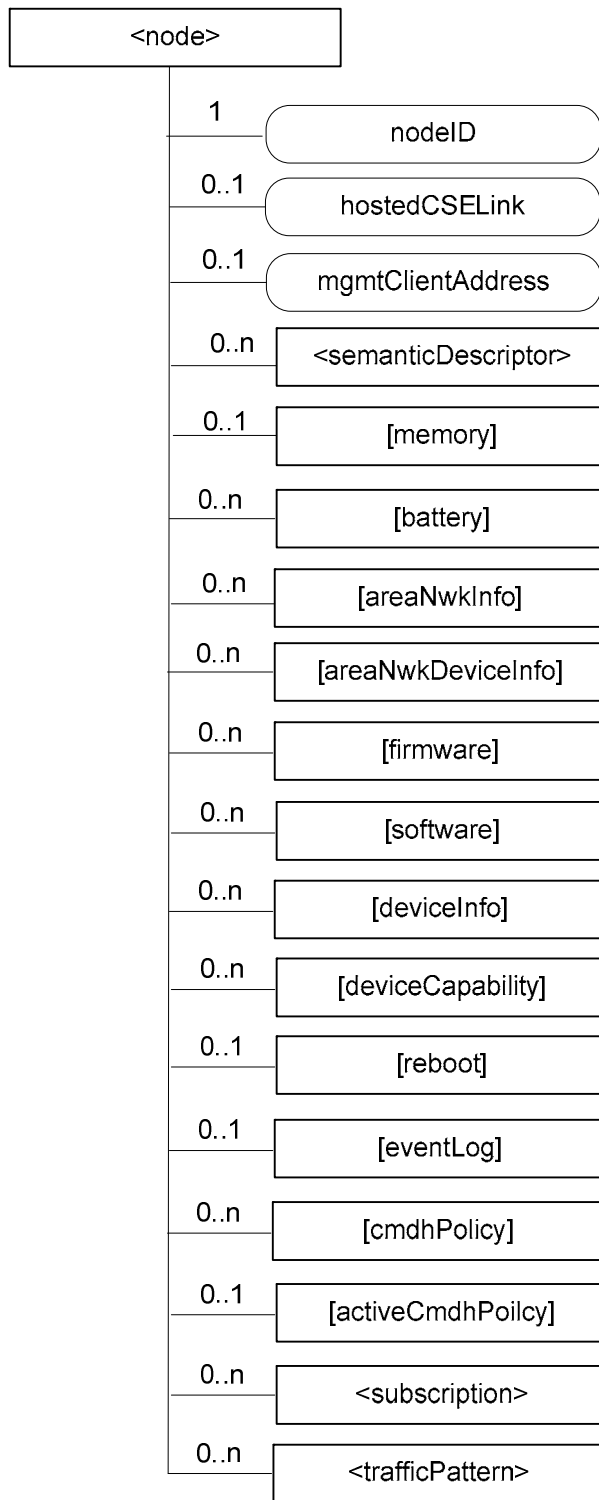 <node>
1
nodeID
0..1
hostedCSELink
0..1
mgmtClientAddress
0..n
<semanticDescriptor>
0..1
[memory]
0..n
[battery]
0..n
[areaNwkInfo]
0..n
[areaNwkDeviceInfo]
0..n
[firmware]
0..n
[software]
0..n
[deviceInfo]
0..n
[deviceCapability]
0..1
[reboot]
0..1
[eventLog]
0..n
[cmdhPolicy]
0..1
[activeCmdhPoilcy]
0..n
<subscription>
0..n
<trafficPattern>